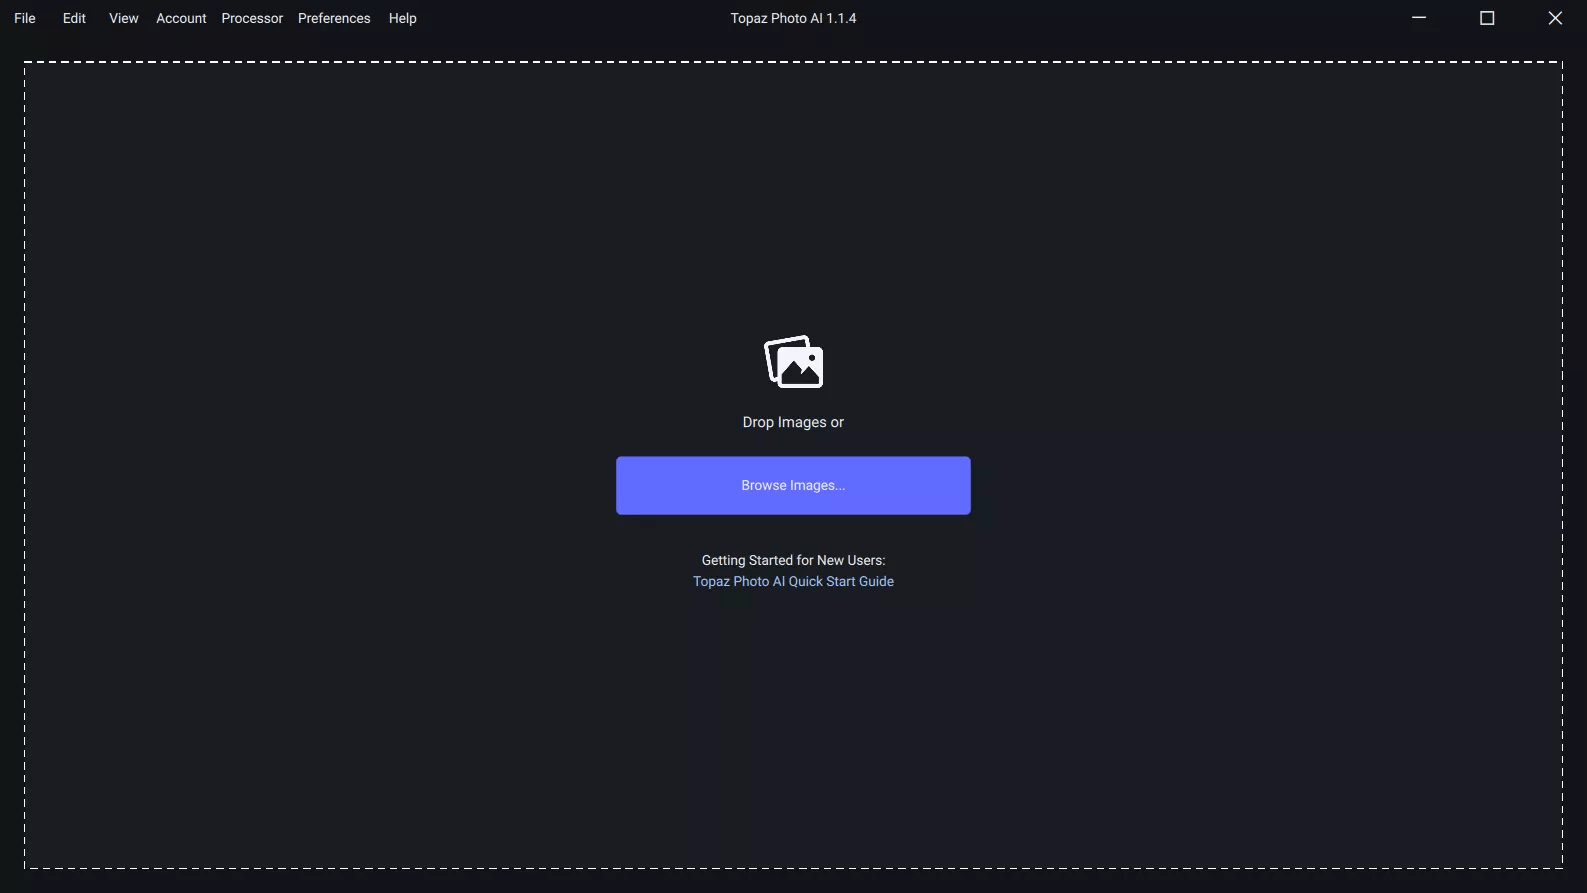 File Edit View Account Processor Preferences Help Topaz Photo AI 1.1.4
Drop Images or
Browse Images...
Getting Started for New Users:
Topaz Photo AI Quick Start Guide